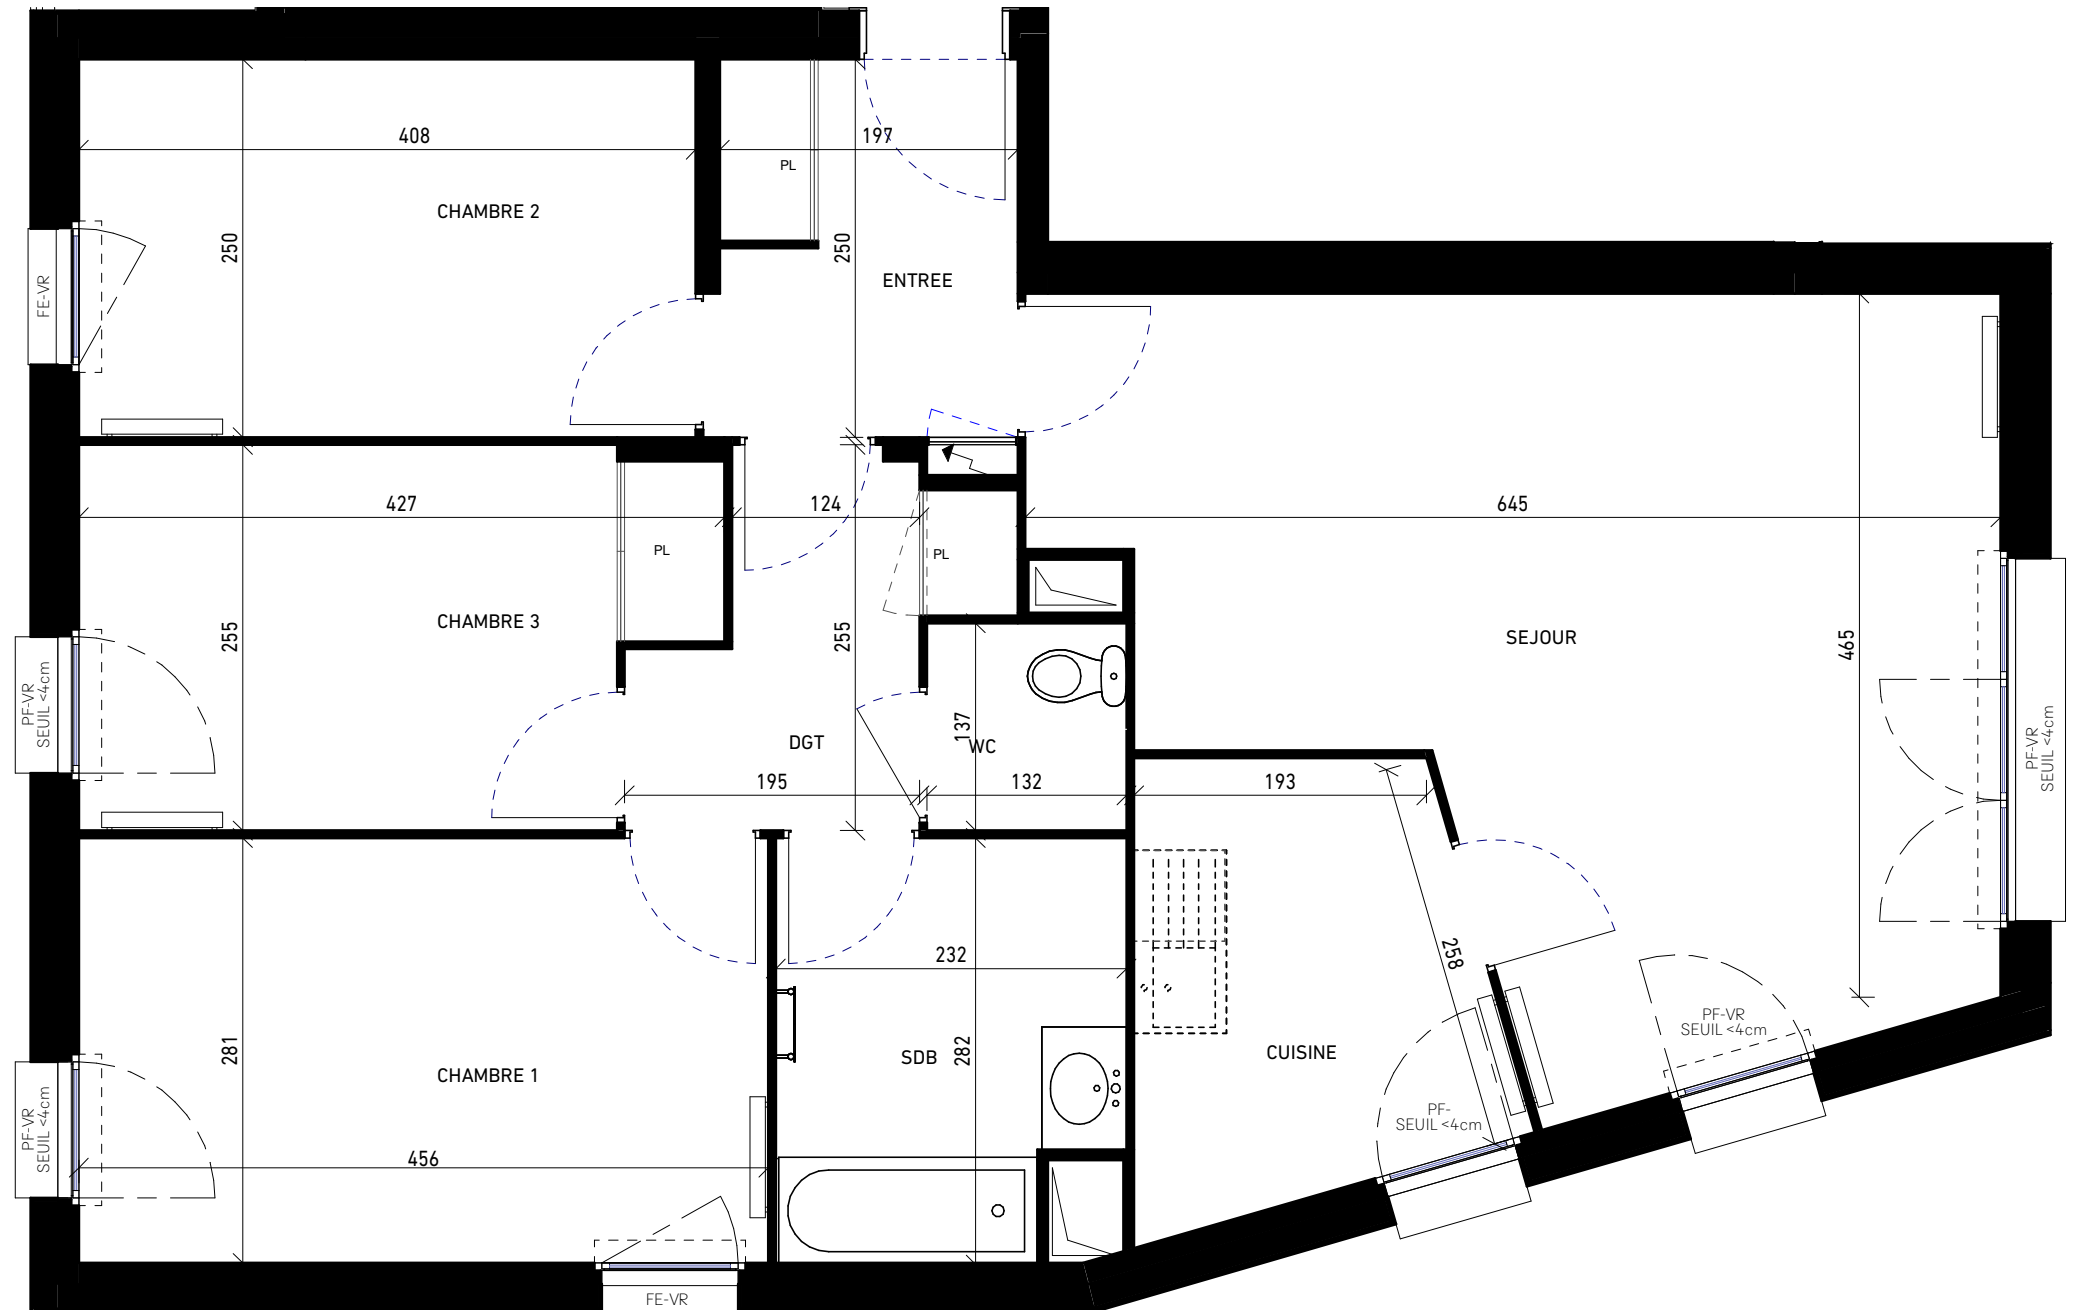 408
197
PL
CHAMBRE 2
250
250
FE-VR
ENTREE
427
124
645
PL
PL
CHAMBRE 3
255
255
SEJOUR
465
PF-VR
SEUIL <4cm
137
WC
DGT
195
132
193
PF-VR
SEUIL <4cm
232
258
281
CHAMBRE 1
SDB
282
CUISINE
PF-VR
SEUIL <4cm
PF-
SEUIL <4cm
PF-VR
SEUIL <4cm
456
FE-VR